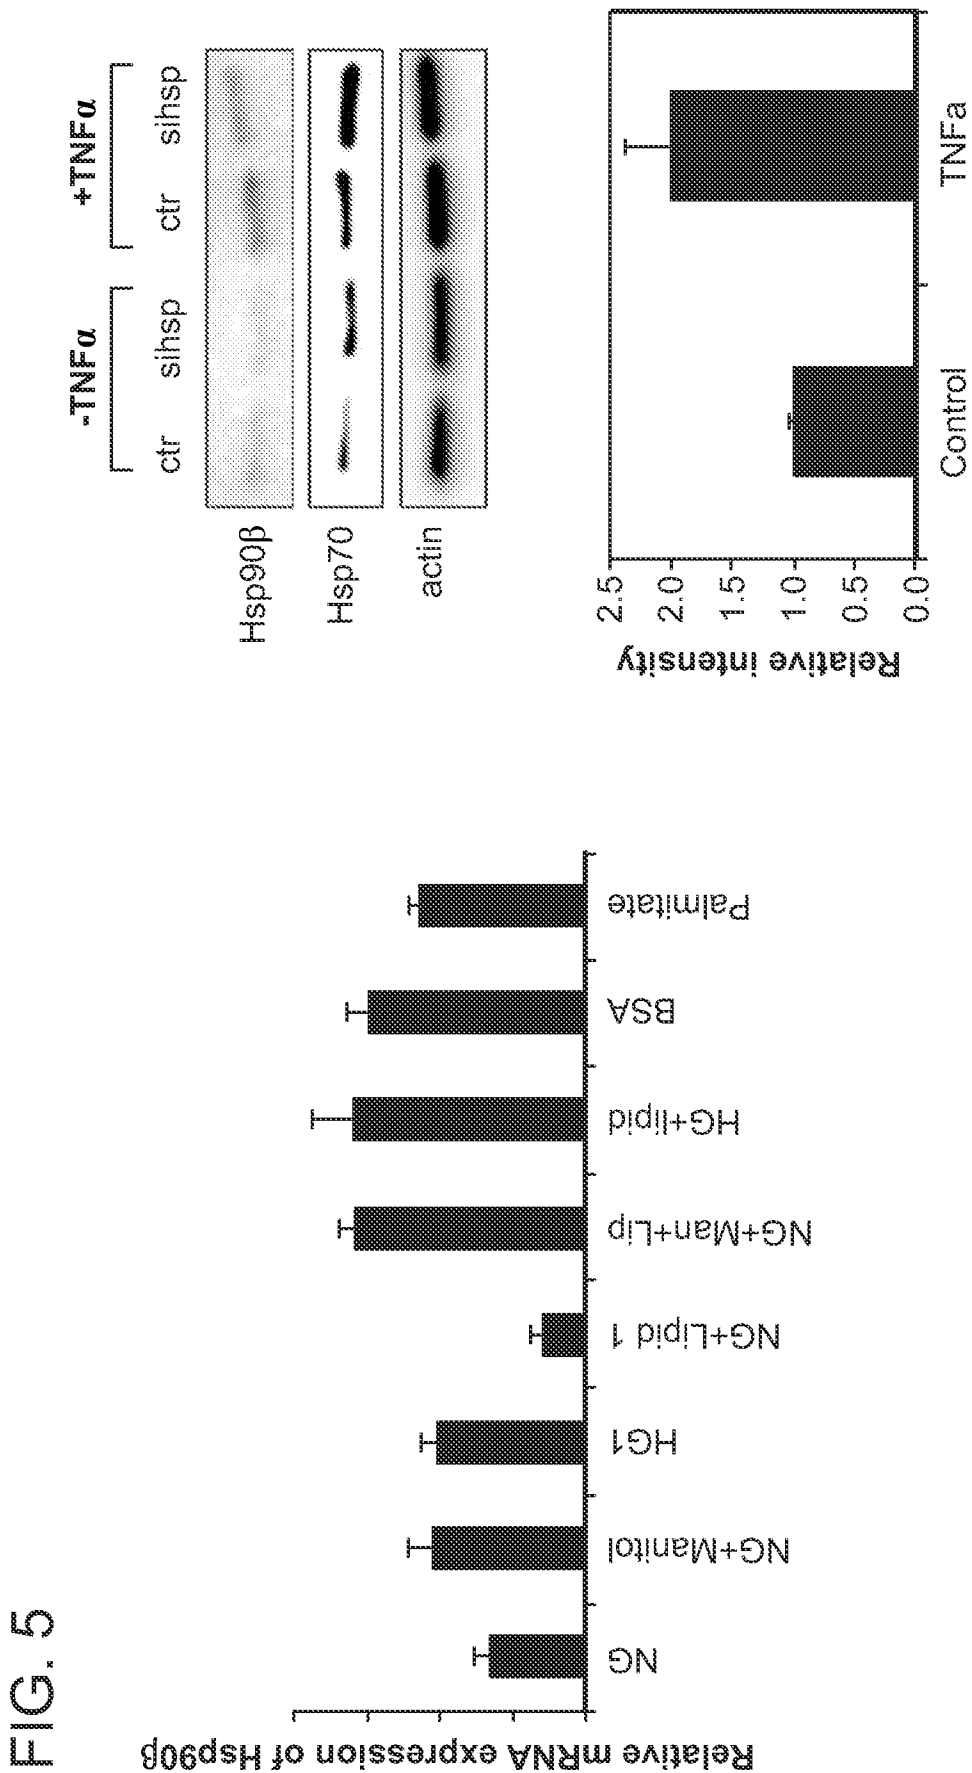 FIG. 5
Relative mRNA expression of Hsp90β
NG
NG+Manitol
HG1
NG+Lipid 1
NG+Man+Lip
HG+lipid
BSA
Palmitate
-TNFα
+TNFα
ctr
sihsp
ctr
sihsp
Hsp90β
Hsp70
actin
Relative intensity
2.5
2.0
1.5
1.0
0.5
0.0
Control
TNFa